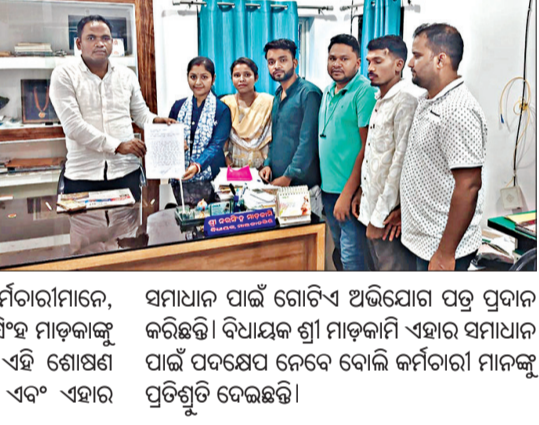 ଶ୍ରୀ ନରସିଂହ ମାଡ଼କାମି
ର୍ମଚାରୀମାନେ,
ସିଂହ ମାଡ଼କାଙ୍କୁ
ଏହି ଶୋଷଣ
ଏବଂ ଏହାର
ସମାଧାନ ପାଇଁ ଗୋଟିଏ ଅଭିଯୋଗ ପତ୍ର ପ୍ରଦାନ
କରିଛନ୍ତି। ବିଧାୟକ ଶ୍ରୀ ମାଡ଼କାମି ଏହାର ସମାଧାନ
ପାଇଁ ପଦକ୍ଷେପ ନେବେ ବୋଲି କର୍ମଚାରୀ ମାନଙ୍କୁ
ପ୍ରତିଶ୍ରୁତି ଦେଇଛନ୍ତି।